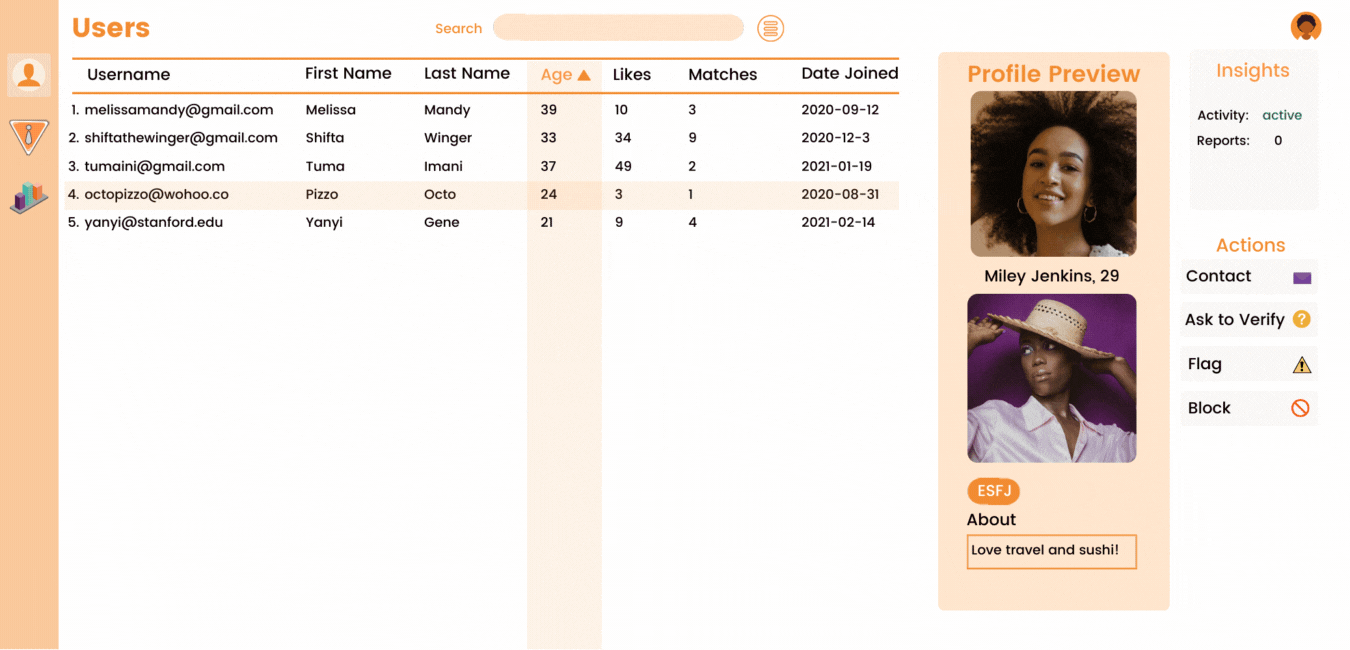 Users
Search
Username First Name Last Name Age Likes Matches Date Joined
1. melissamandy@gmail.com Melissa Mandy 39 10 3 2020-09-12
2. shiftathewinger@gmail.com Shifta Winger 33 34 9 2020-12-3
3. tumaini@gmail.com Tuma Imani 37 49 2 2021-01-19
4. octopizzo@wohoo.co Pizzo Octo 24 3 1 2020-08-31
5. yanyi@stanford.edu Yanyi Gene 21 9 4 2021-02-14
Profile Preview
Miley Jenkins, 29
ESFJ
About
Love travel and sushi!
Insights
Activity: active
Reports: 0
Actions
Contact
Ask to Verify ?
Flag
Block